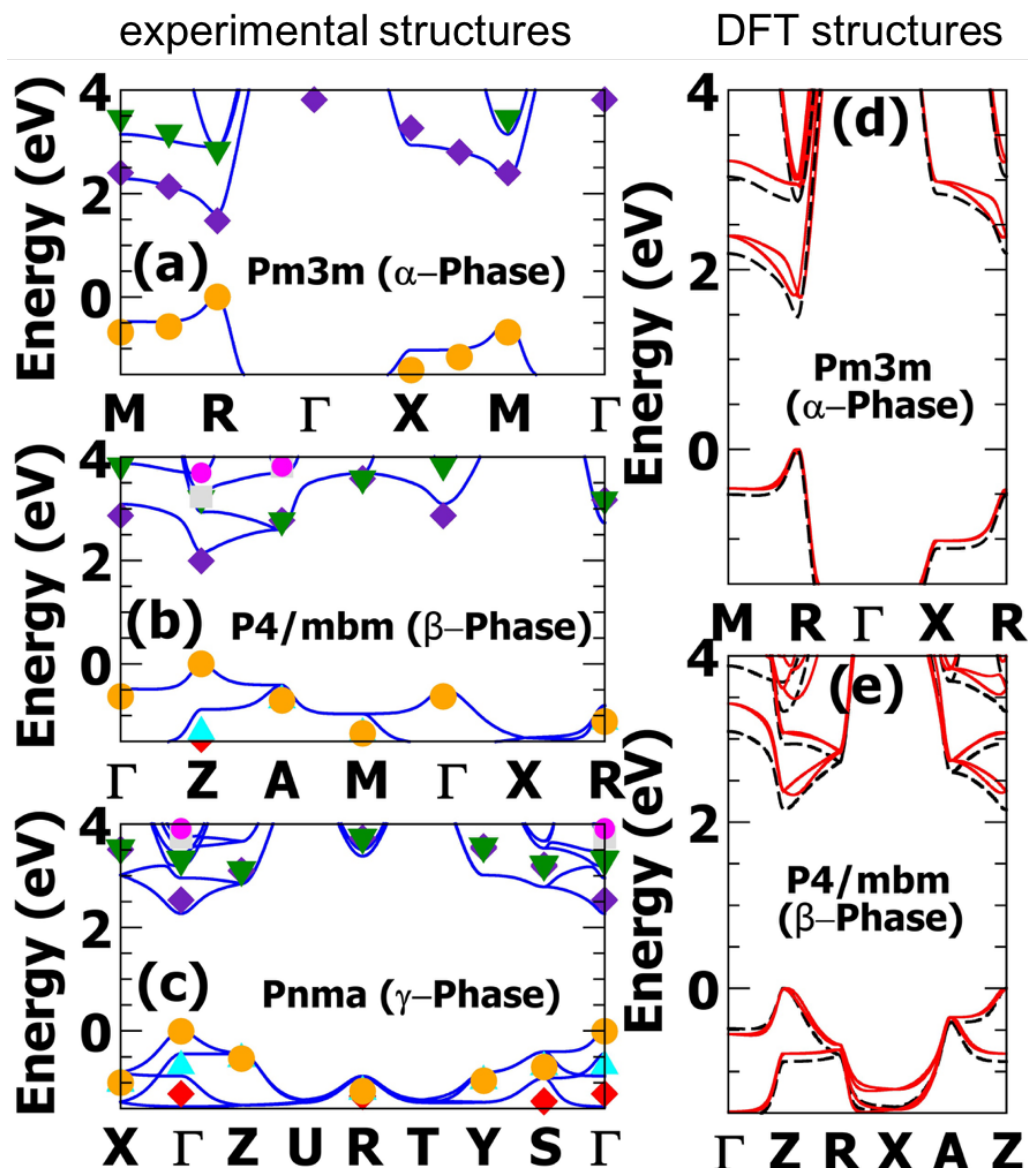 experimental structures
DFT structures
Energy (eV)
4
2
0
(a)
Pm3m (α−Phase)
M R Γ X M Γ
Energy (eV)
4
2
0
(b)
P4/mbm (β−Phase)
Γ Z A M Γ X R
Energy (eV)
4
2
0
(c)
Pnma (γ−Phase)
X Γ Z U R T Y S Γ
Energy (eV)
4
2
0
(d)
Pm3m
(α−Phase)
M R Γ X R
Energy (eV)
4
2
0
(e)
P4/mbm
(β−Phase)
Γ Z R X A Z